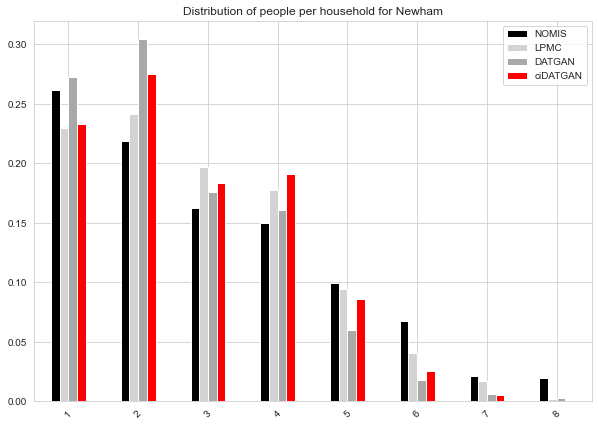 Distribution of people per household for Newham
NOMIS
LPMC
DATGAN
ciDATGAN
0.30
0.25
0.20
0.15
0.10
0.05
0.00
1 2 3 4 5 6 7 8